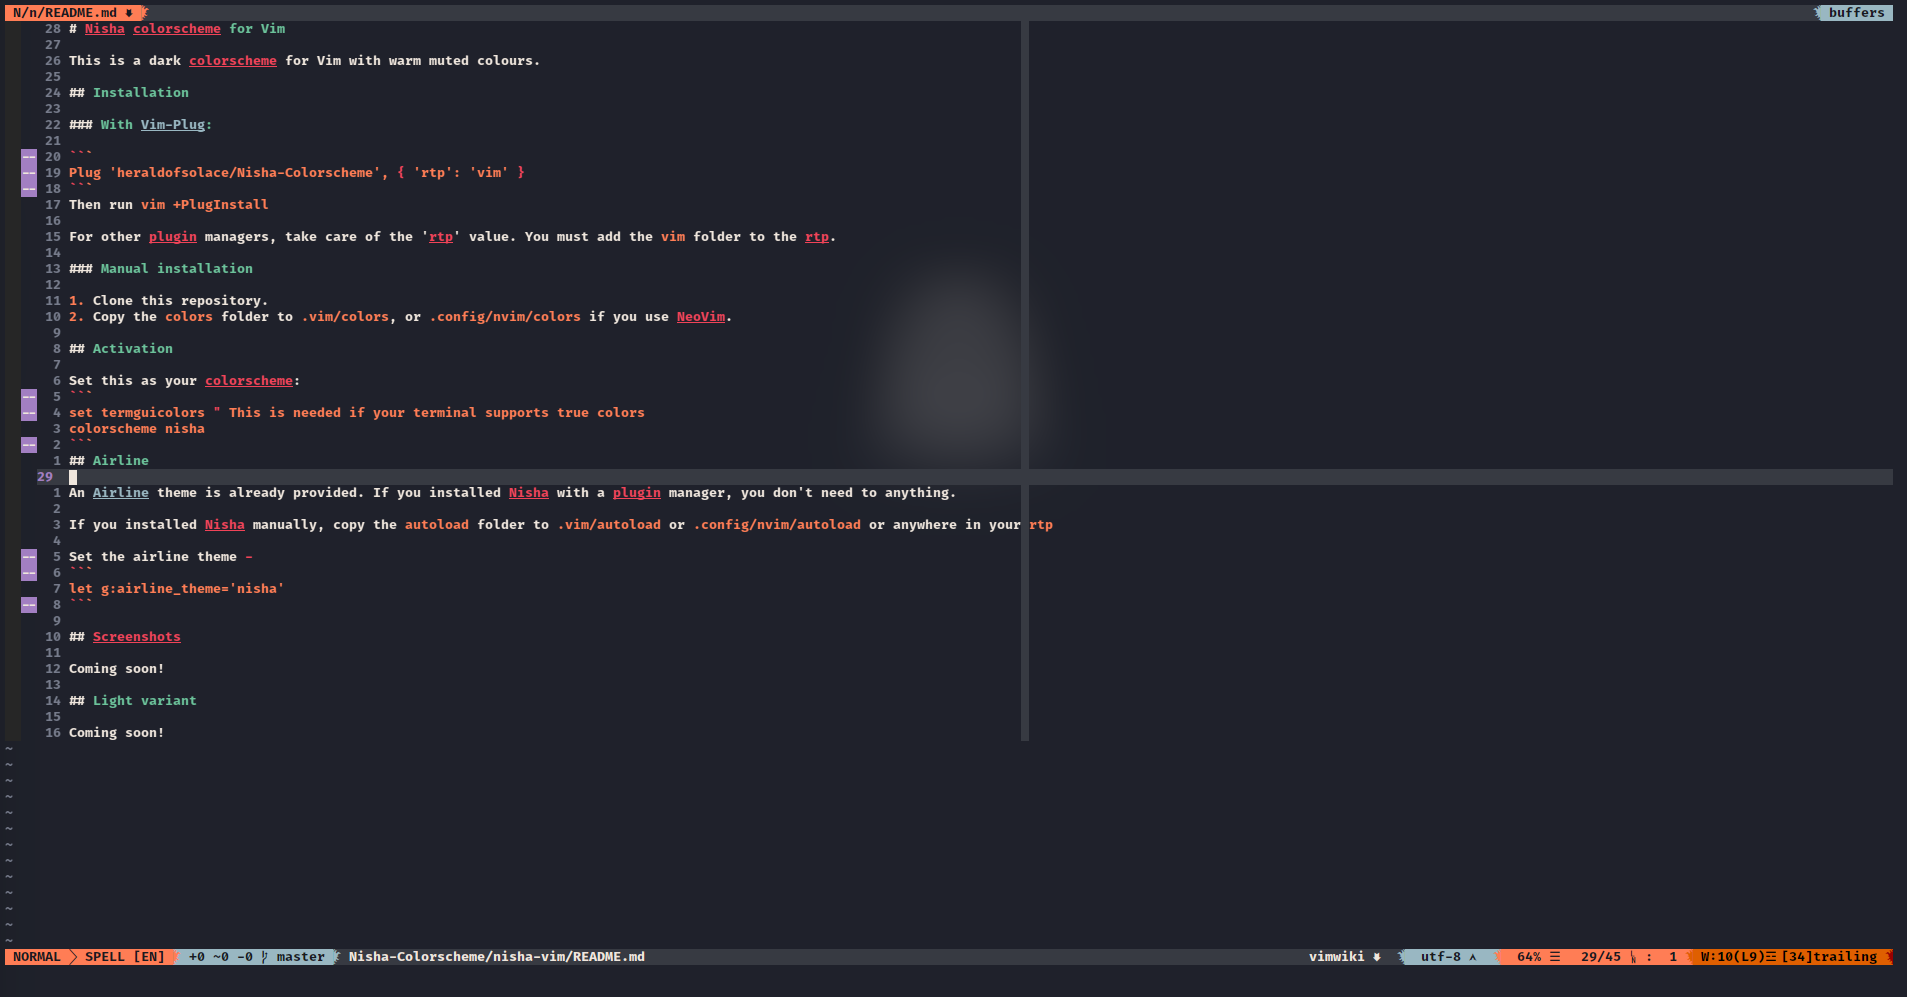 N/n/README.md buffers
28 # Nisha colorscheme for Vim
27
26 This is a dark colorscheme for Vim with warm muted colours.
25
24 ## Installation
23
22 ### With Vim-Plug:
21
-- 20 ```
-- 19 Plug 'heraldofsolace/Nisha-Colorscheme', { 'rtp': 'vim' }
-- 18 ```
17 Then run vim +PlugInstall
16
15 For other plugin managers, take care of the 'rtp' value. You must add the vim folder to the rtp.
14
13 ### Manual installation
12
11 1. Clone this repository.
10 2. Copy the colors folder to .vim/colors, or .config/nvim/colors if you use NeoVim.
9
8 ## Activation
7
6 Set this as your colorscheme:
-- 5 ```
-- 4 set termguicolors " This is needed if your terminal supports true colors
3 colorscheme nisha
-- 2 ```
1 ## Airline
29
1 An Airline theme is already provided. If you installed Nisha with a plugin manager, you don't need to anything.
2
3 If you installed Nisha manually, copy the autoload folder to .vim/autoload or .config/nvim/autoload or anywhere in your rtp
4
-- 5 Set the airline theme -
-- 6 ```
7 let g:airline_theme='nisha'
-- 8 ```
9
10 ## Screenshots
11
12 Coming soon!
13
14 ## Light variant
15
16 Coming soon!
~
~
~
~
~
~
~
~
~
~
~
~
~
NORMAL SPELL [EN] +0 ~0 -0 master Nisha-Colorscheme/nisha-vim/README.md vimwiki utf-8 64% ☰ 29/45 : 1 W:10(L9)☲ [34]trailing